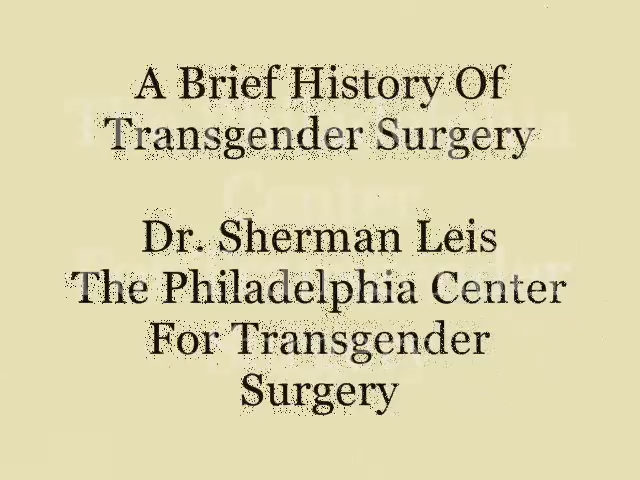 A Brief History Of
Transgender Surgery
Dr. Sherman Leis
The Philadelphia Center
For Transgender
Surgery